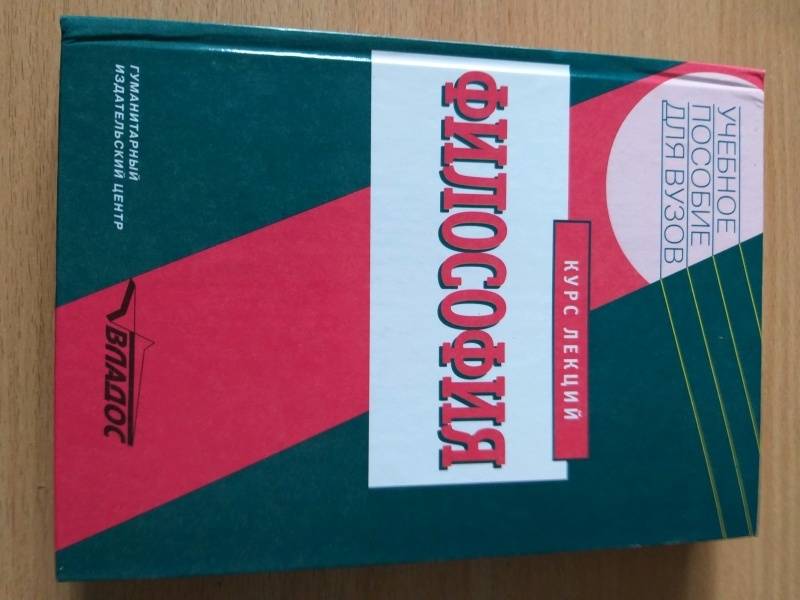 УЧЕБНОЕ
ПОСОБИЕ
ДЛЯ ВУЗОВ
КУРС ЛЕКЦИЙ
ФИЛОСОФИЯ
ГУМАНИТАРНЫЙ
ИЗДАТЕЛЬСКИЙ ЦЕНТР
ВЛАДОС